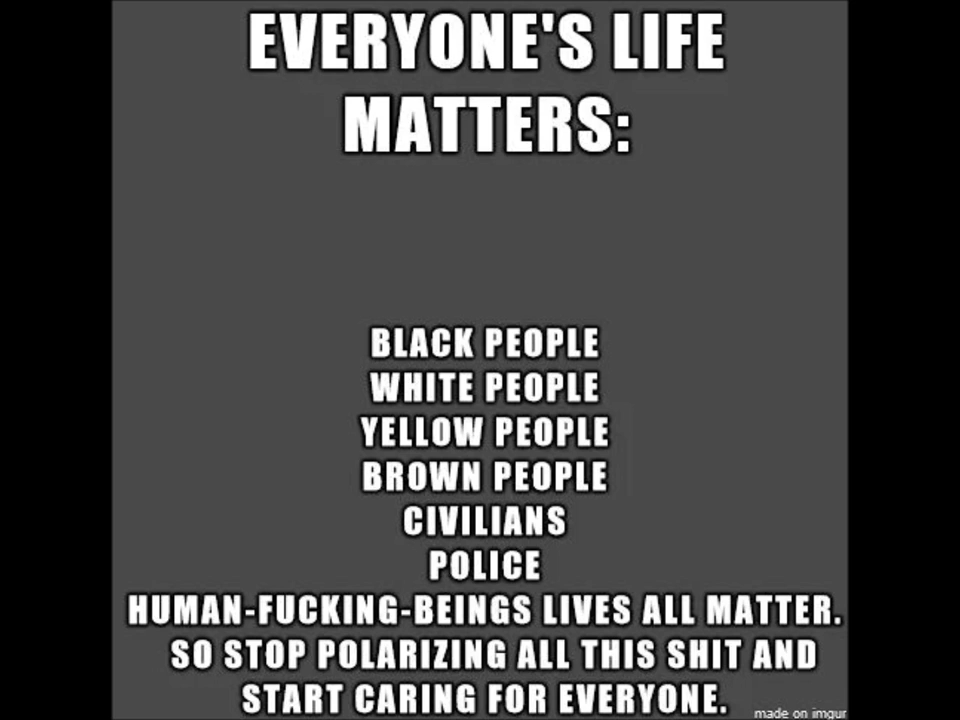 EVERYONE'S LIFE
MATTERS:
BLACK PEOPLE
WHITE PEOPLE
YELLOW PEOPLE
BROWN PEOPLE
CIVILIANS
POLICE
HUMAN-FUCKING-BEINGS LIVES ALL MATTER.
SO STOP POLARIZING ALL THIS SHIT AND
START CARING FOR EVERYONE.
made on imgur